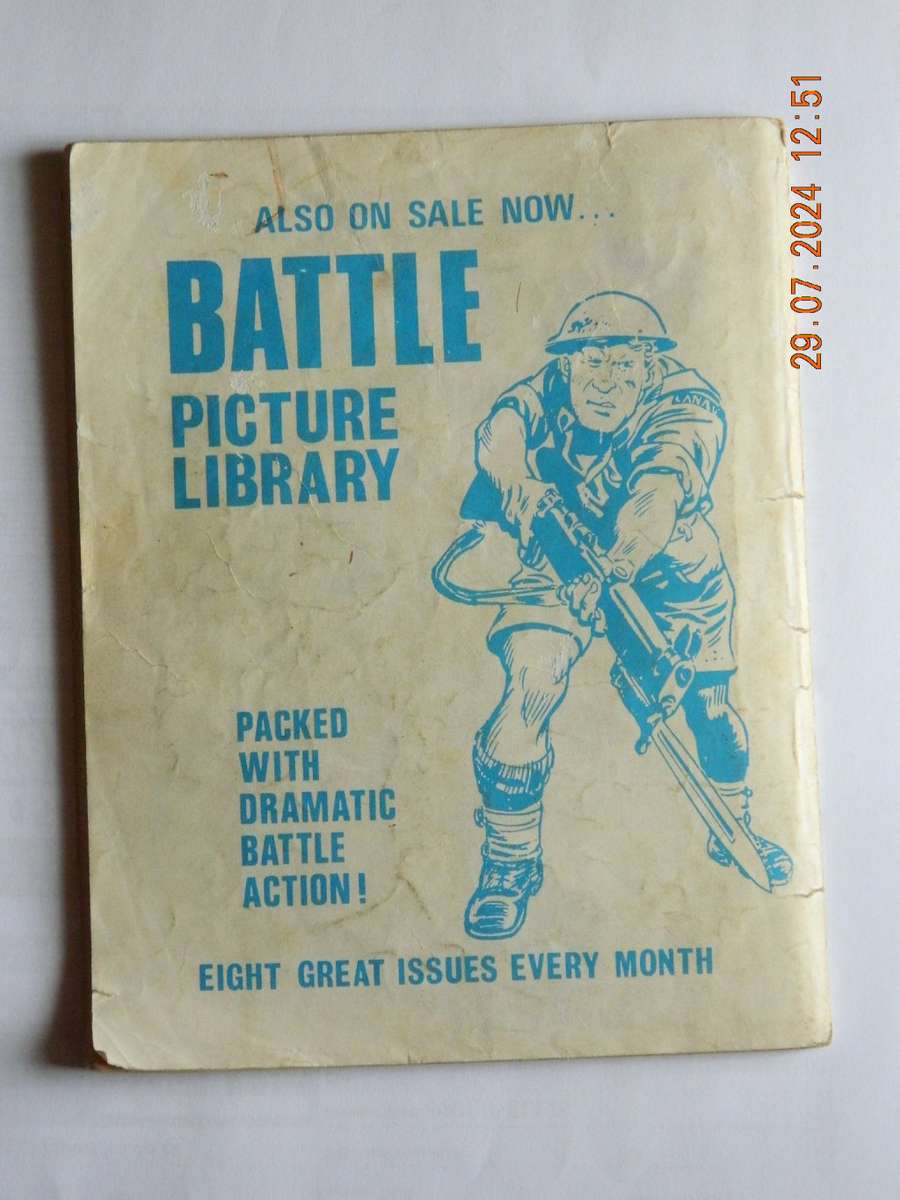 ALSO ON SALE NOW...
BATTLE
PICTURE
LIBRARY
PACKED
WITH
DRAMATIC
BATTLE
ACTION!
EIGHT GREAT ISSUES EVERY MONTH
29.07.2024 12:51